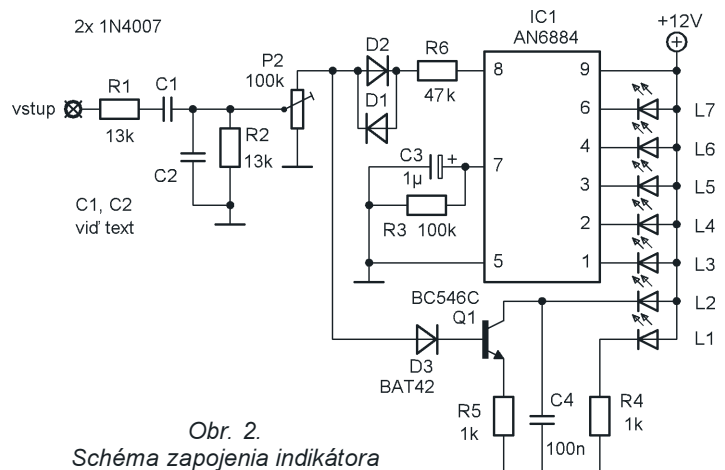 2x 1N4007
IC1
AN6884
+12V
P2
100k
D2
R6
47k
8
9
R1
13k
C1
vstup
D1
6
L7
R2
13k
C2
C3
1µ
+
7
4
L6
3
L5
C1, C2
viď text
R3
100k
2
L4
5
1
L3
BC546C
Q1
L2
D3
BAT42
L1
R5
1k
C4
100n
R4
1k
Obr. 2.
Schéma zapojenia indikátora